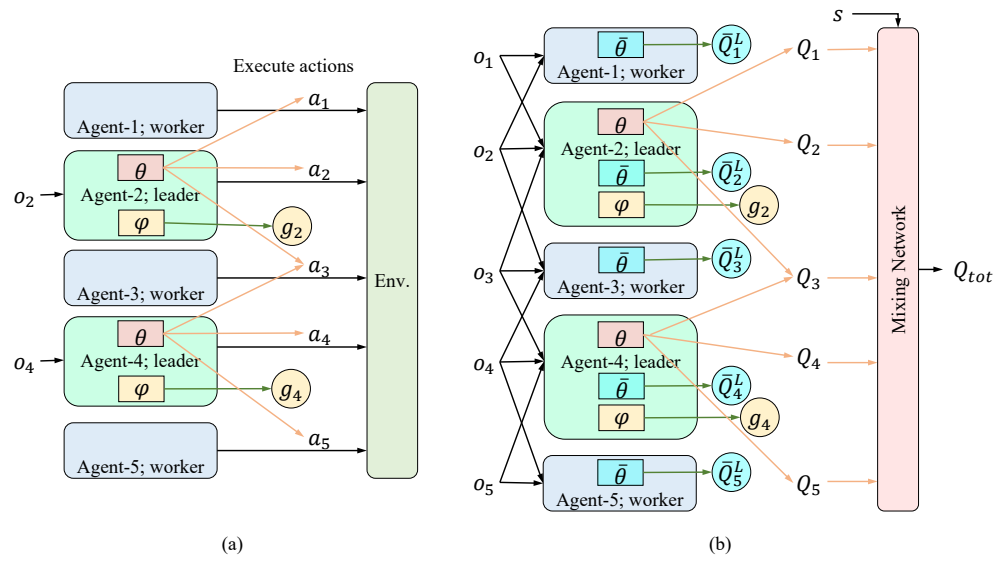 Execute actions
a₁
Agent-1; worker
θ
a₂
o₂
Agent-2; leader
φ
g₂
a₃
Agent-3; worker
Env.
θ
a₄
o₄
Agent-4; leader
φ
g₄
a₅
Agent-5; worker
(a)
s
o₁
θ̄
Q̄₁ᴸ
Q₁
Agent-1; worker
θ
o₂
Agent-2; leader
Q₂
θ̄
Q̄₂ᴸ
φ
g₂
o₃
θ̄
Q̄₃ᴸ
Q₃
Agent-3; worker
Mixing Network
Q_tot
θ
o₄
Agent-4; leader
Q₄
θ̄
Q̄₄ᴸ
φ
g₄
o₅
θ̄
Q̄₅ᴸ
Q₅
Agent-5; worker
(b)